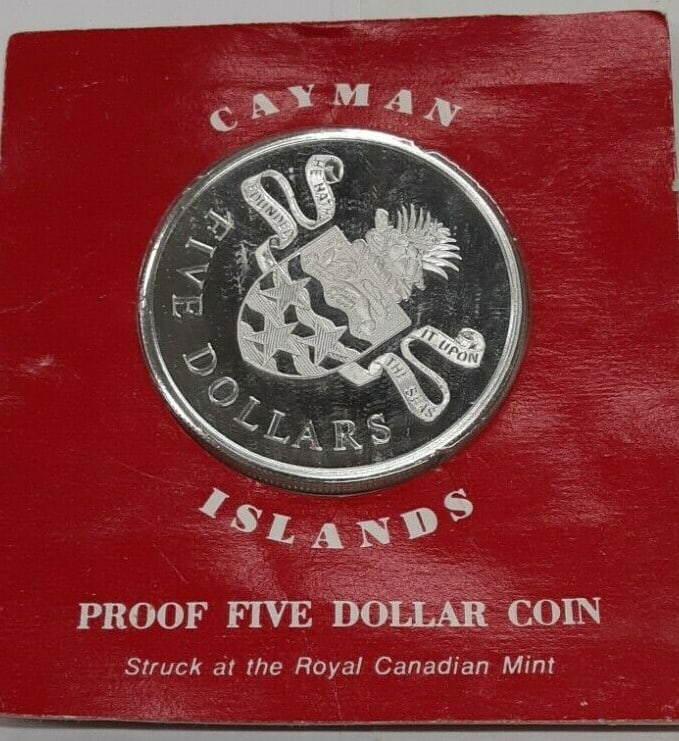 CAYMAN
HE HATH
FOUNDED
IT UPON
THE SEAS
FIVE DOLLARS
ISLANDS
PROOF FIVE DOLLAR COIN
Struck at the Royal Canadian Mint